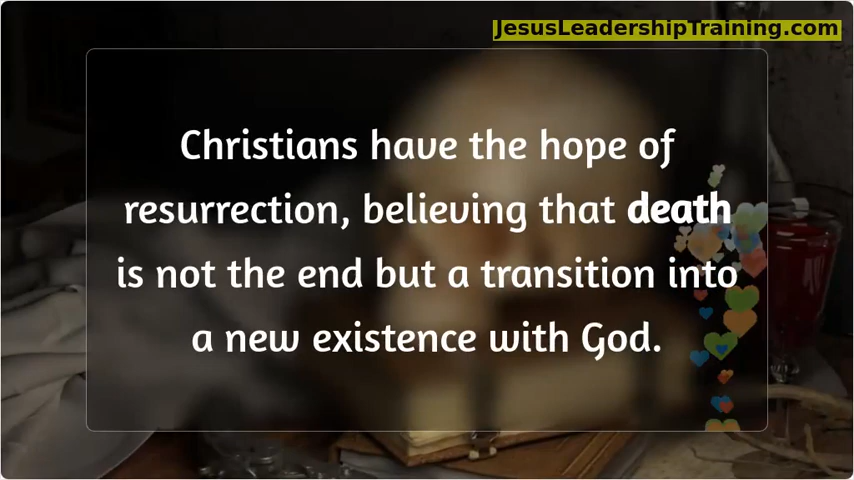 JesusLeadershipTraining.com
Christians have the hope of
resurrection, believing that death
is not the end but a transition into
a new existence with God.